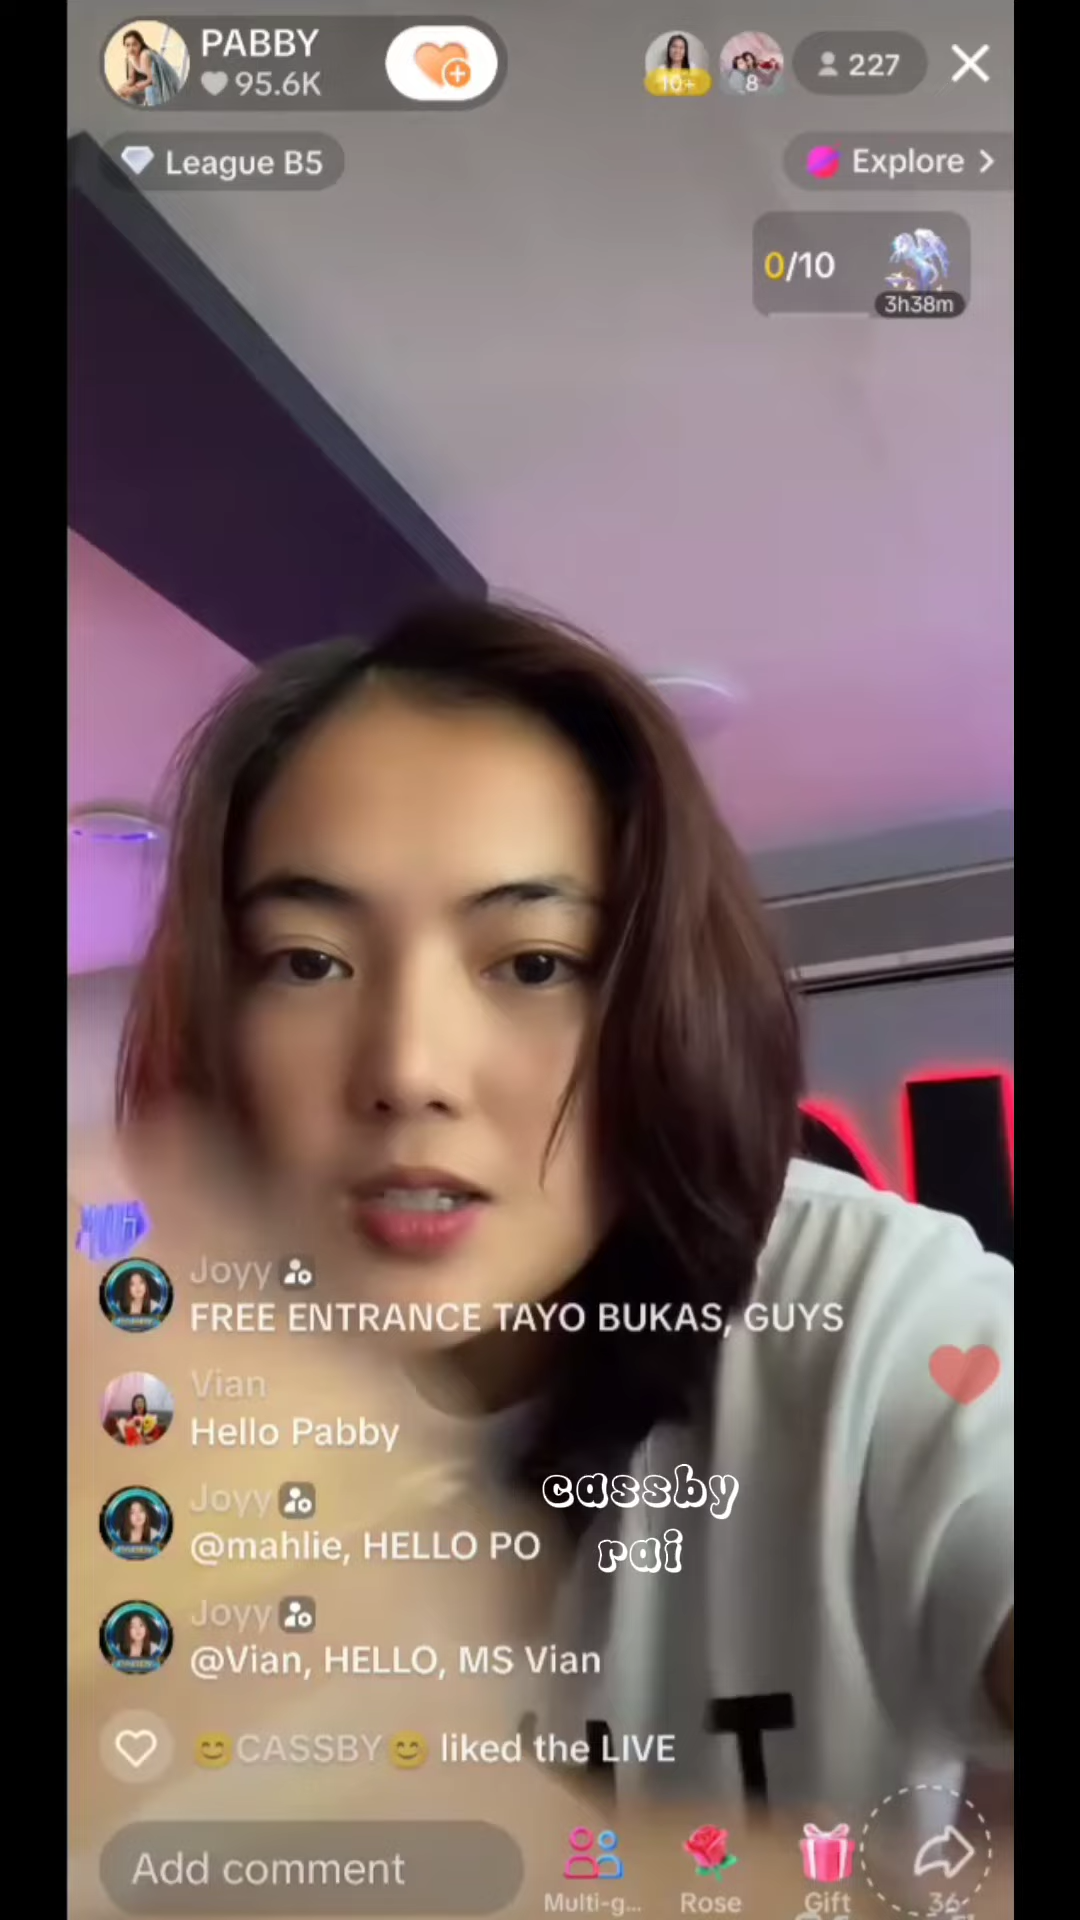 PABBY
95.6K
10+
8
227
League B5
Explore
0/10
3h38m
Joyy
FREE ENTRANCE TAYO BUKAS, GUYS
Vian
Hello Pabby
Joyy
@mahlie, HELLO PO
cassby
rai
Joyy
@Vian, HELLO, MS Vian
😊CASSBY😊 liked the LIVE
T
Add comment
Multi-g...
Rose
Gift
36